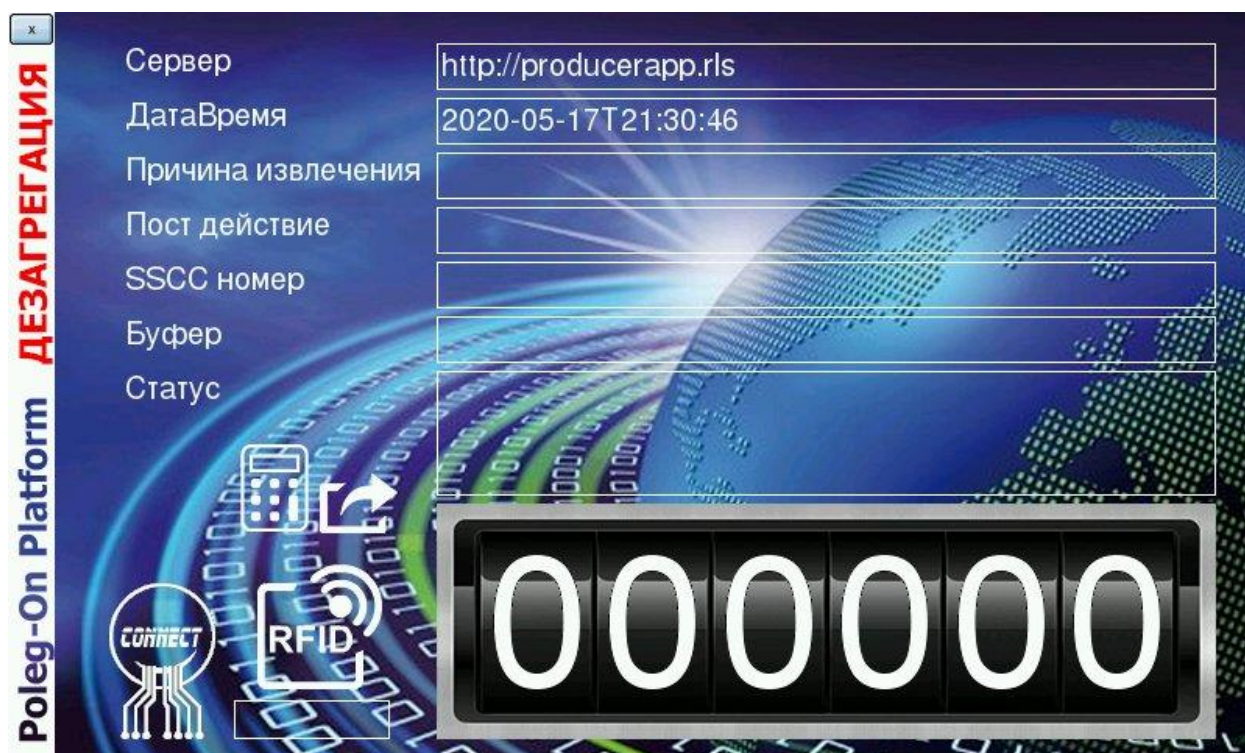 x
Poleg-On Platform ДЕЗАГРЕГАЦИЯ
Сервер http://producerapp.rls
ДатаВремя 2020-05-17T21:30:46
Причина извлечения
Пост действие
SSCC номер
Буфер
Статус
CONNECT
RFID
000000